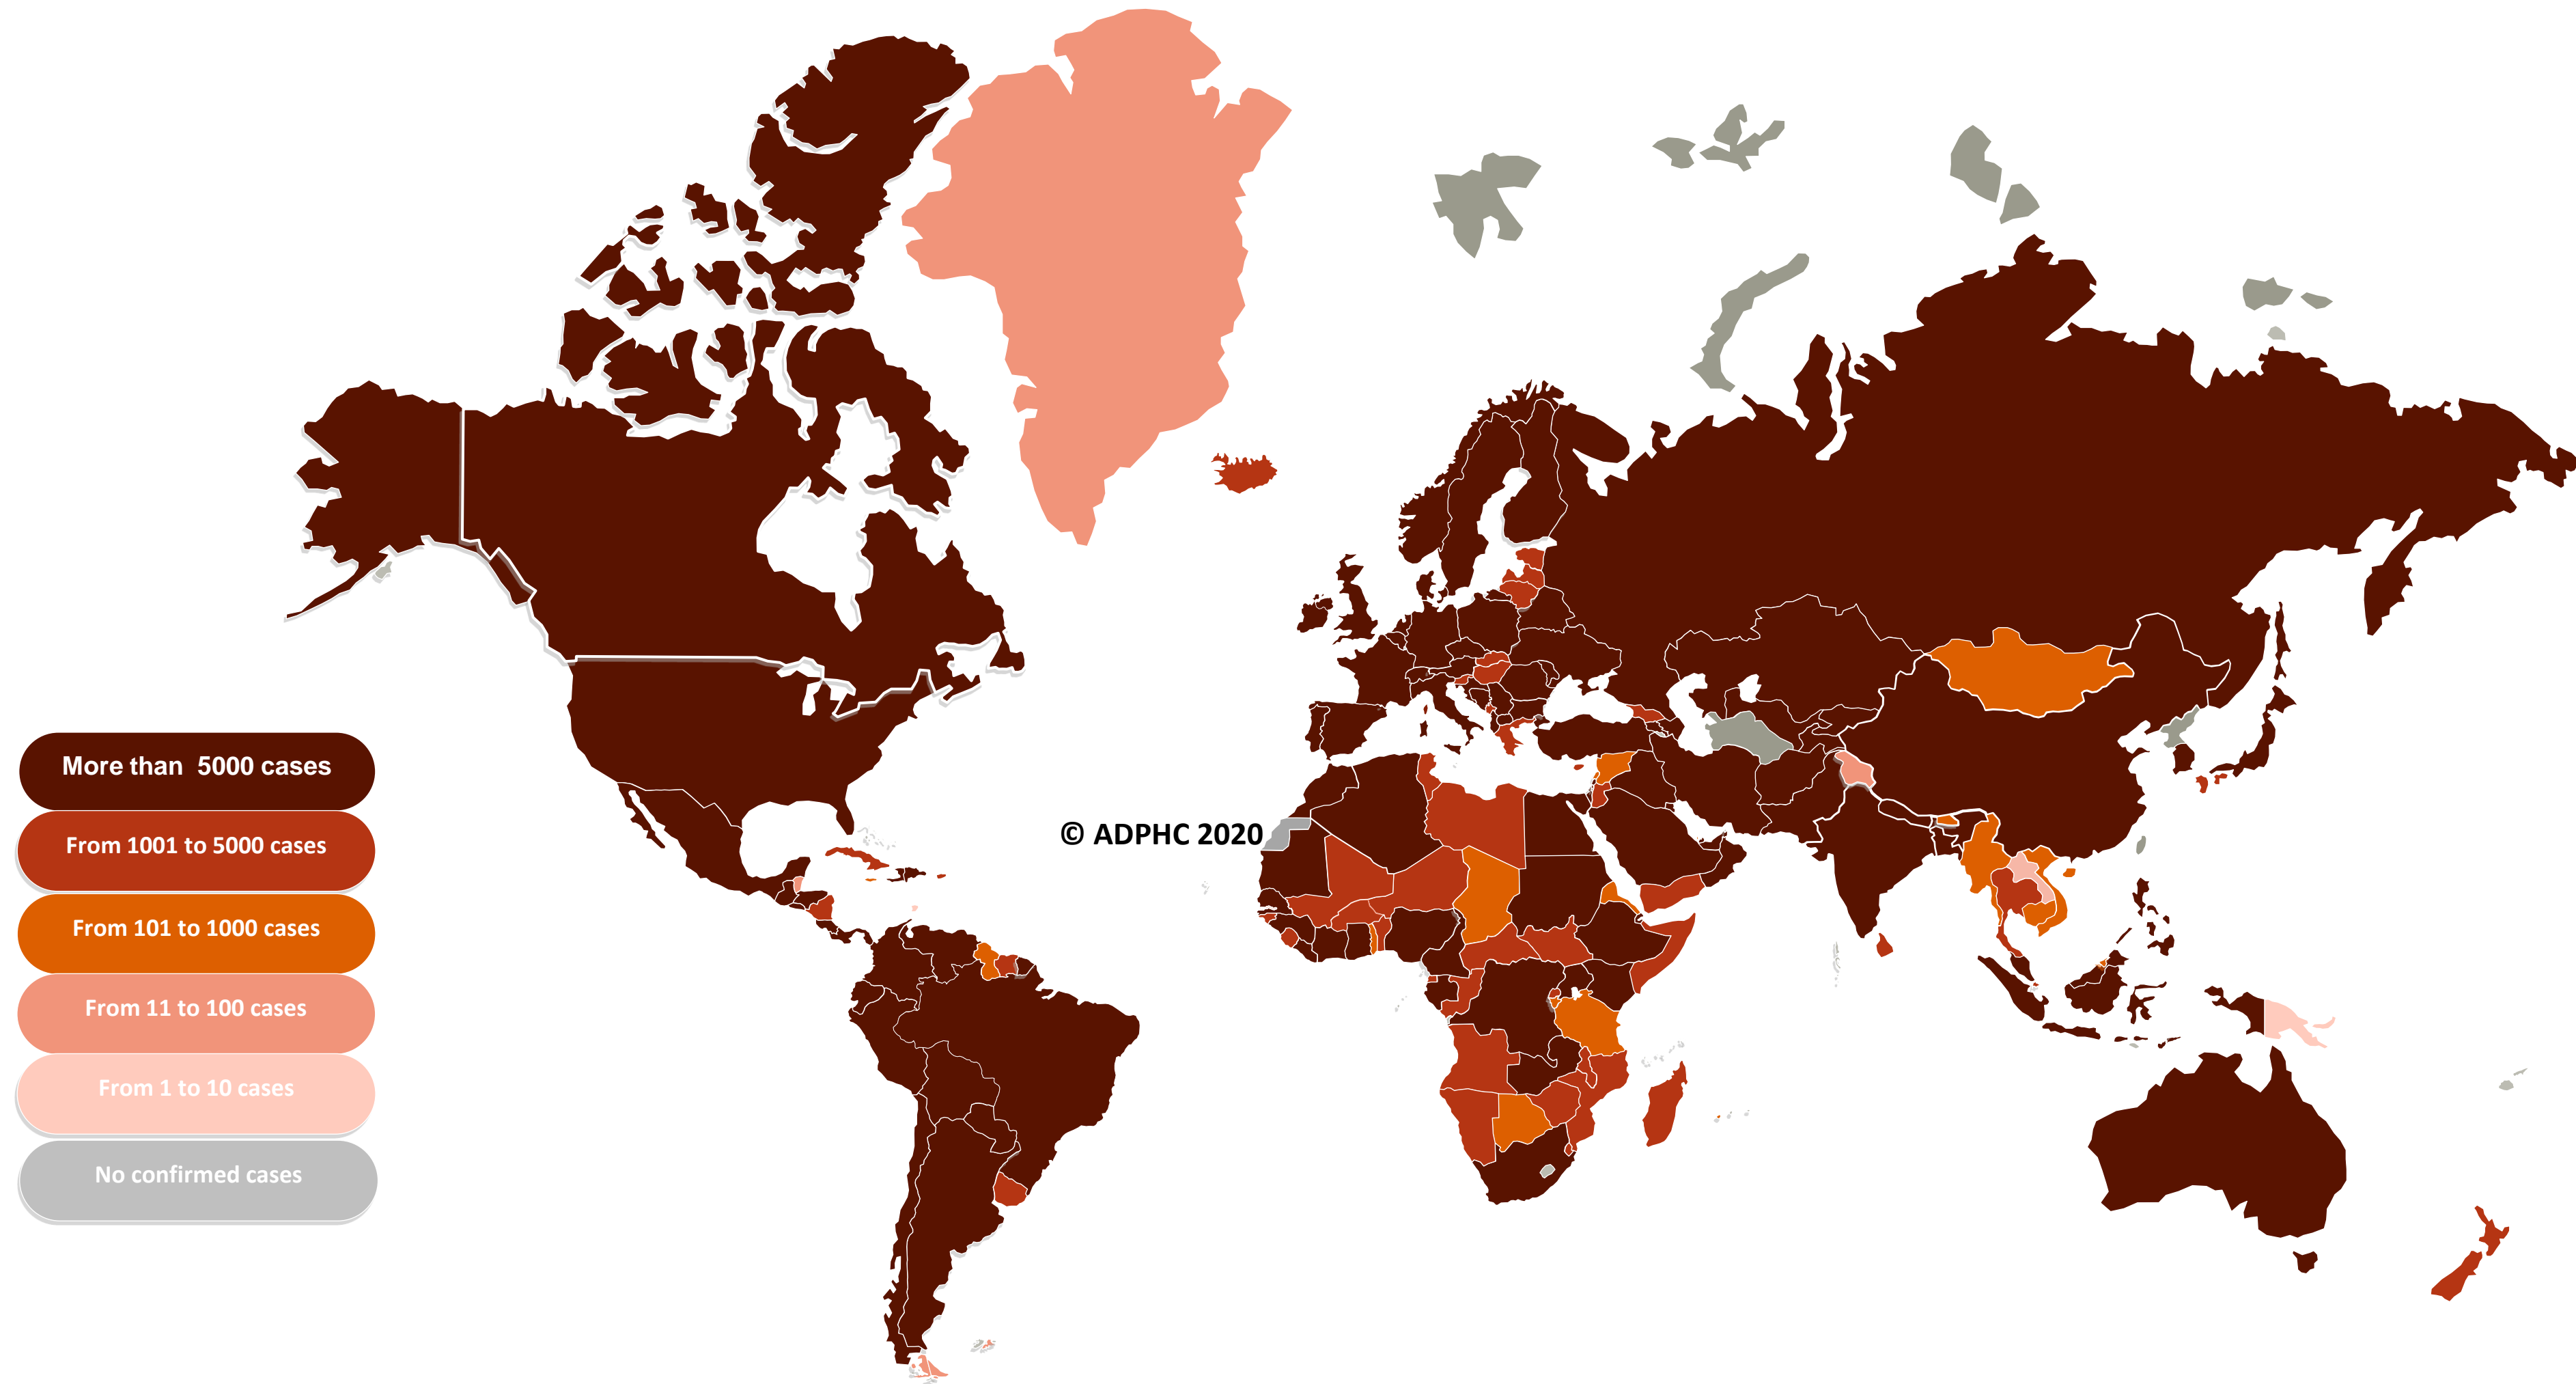 More than 5000 cases
From 1001 to 5000 cases
© ADPHC 2020
From 101 to 1000 cases
From 11 to 100 cases
From 1 to 10 cases
No confirmed cases